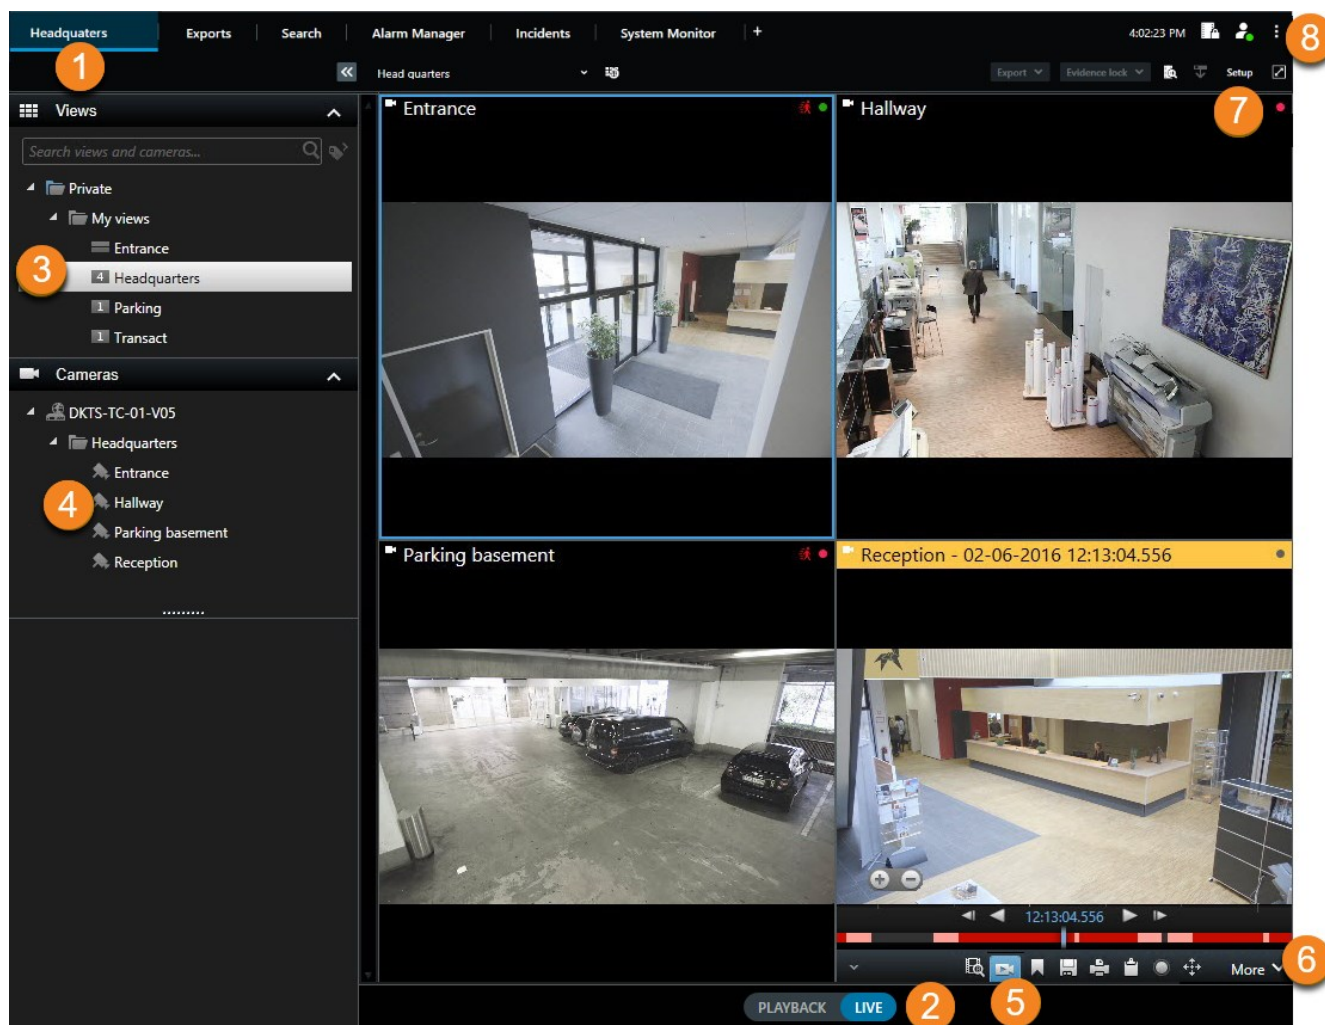 Headquaters Exports Search Alarm Manager Incidents System Monitor + 4:02:23 PM 8
1 Head quarters Export Evidence lock Setup
7
Views
Search views and cameras...
Private
My views
Entrance
3 4 Headquarters
1 Parking
1 Transact
Cameras
DKTS-TC-01-V05
Headquarters
Entrance
4 Hallway
Parking basement
Reception
Entrance
Hallway
Parking basement
Reception - 02-06-2016 12:13:04.556
12:13:04.556
More 6
PLAYBACK LIVE 2 5